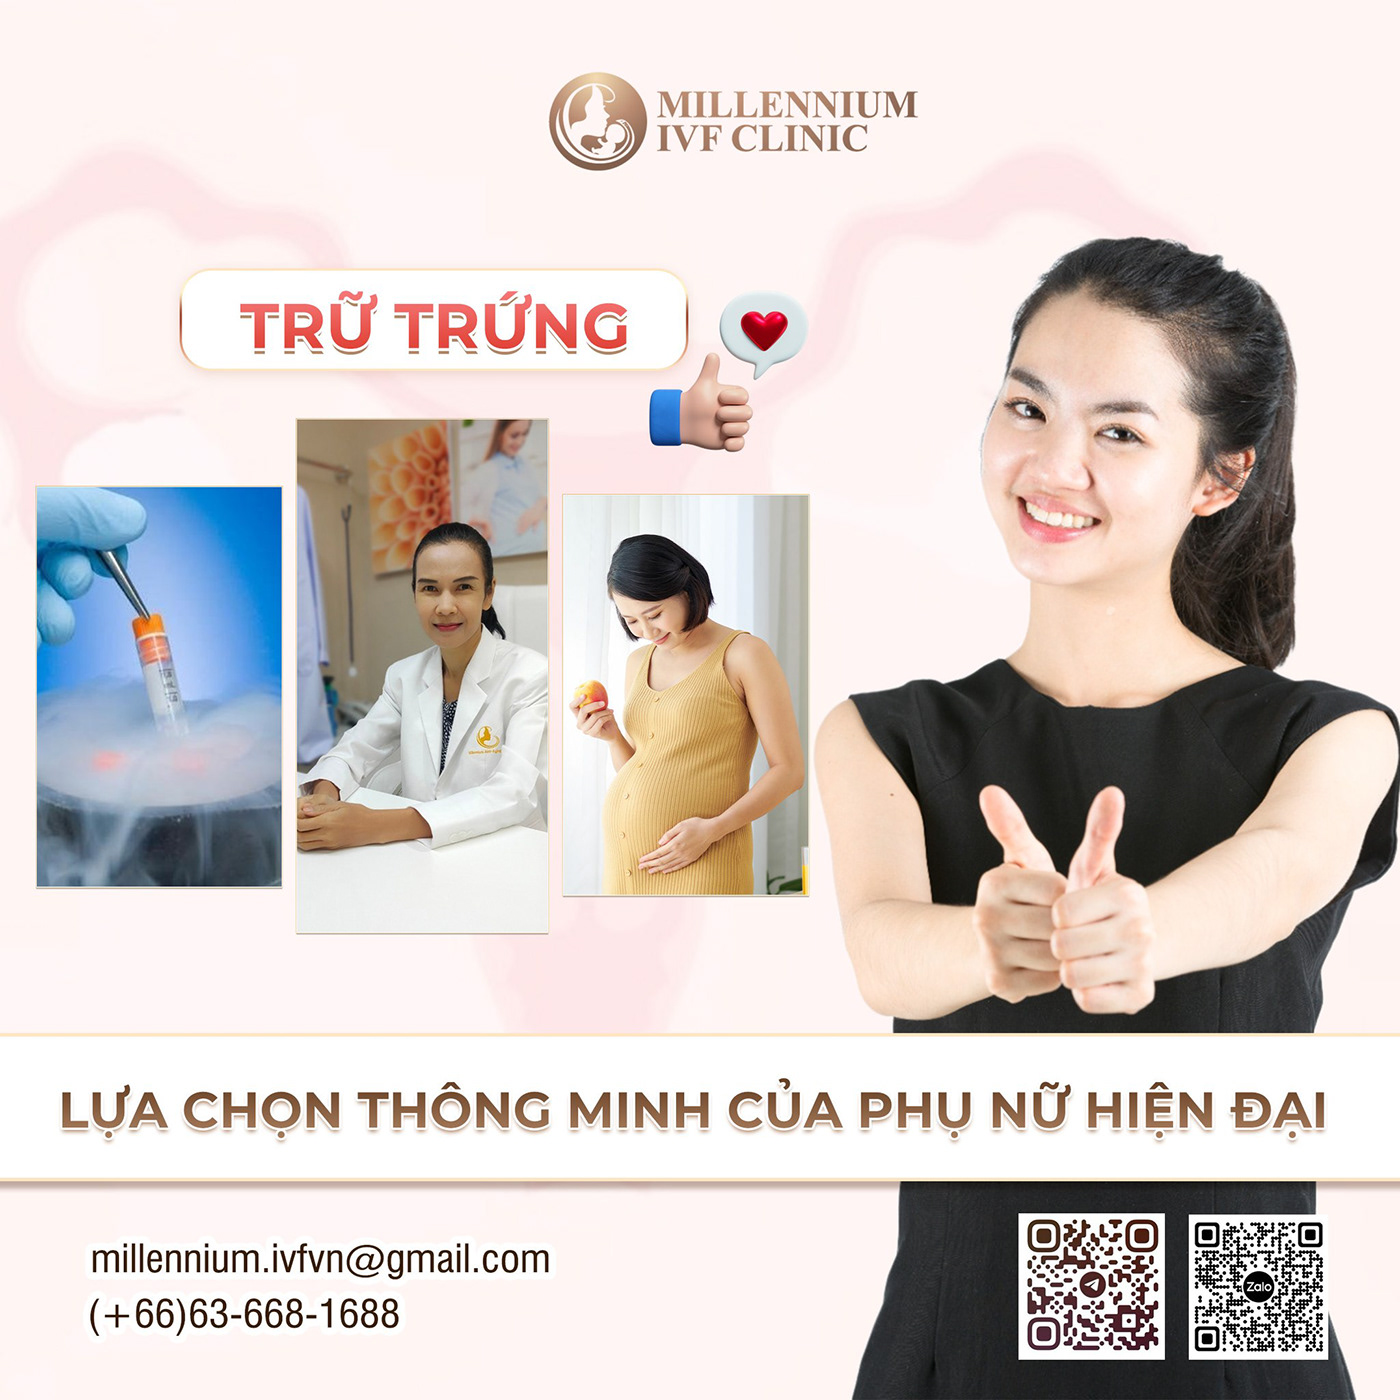 MILLENNIUM
IVF CLINIC
TRỮ TRỨNG
LỰA CHỌN THÔNG MINH CỦA PHỤ NỮ HIỆN ĐẠI
millennium.ivfvn@gmail.com
(+66)63-668-1688
Zalo